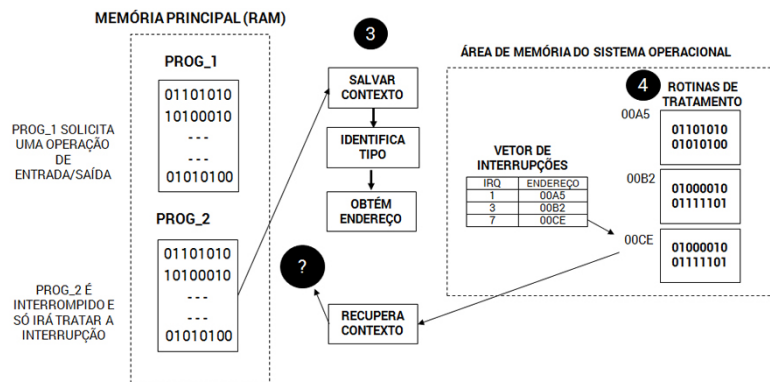 MEMÓRIA PRINCIPAL (RAM)
PROG_1
01101010
10100010
---
---
01010100
PROG_1 SOLICITA
UMA OPERAÇÃO
DE
ENTRADA/SAÍDA
PROG_2
01101010
10100010
---
---
01010100
PROG_2 É
INTERROMPIDO E
SÓ IRÁ TRATAR A
INTERRUPÇÃO
3
SALVAR
CONTEXTO
IDENTIFICA
TIPO
OBTÉM
ENDEREÇO
?
RECUPERA
CONTEXTO
ÁREA DE MEMÓRIA DO SISTEMA OPERACIONAL
4
ROTINAS DE
TRATAMENTO
VETOR DE
INTERRUPÇÕES
IRQ ENDEREÇO
1 00A5
3 00B2
7 00CE
00A5
01101010
01010100
00B2
01000010
01111101
00CE
01000010
01111101